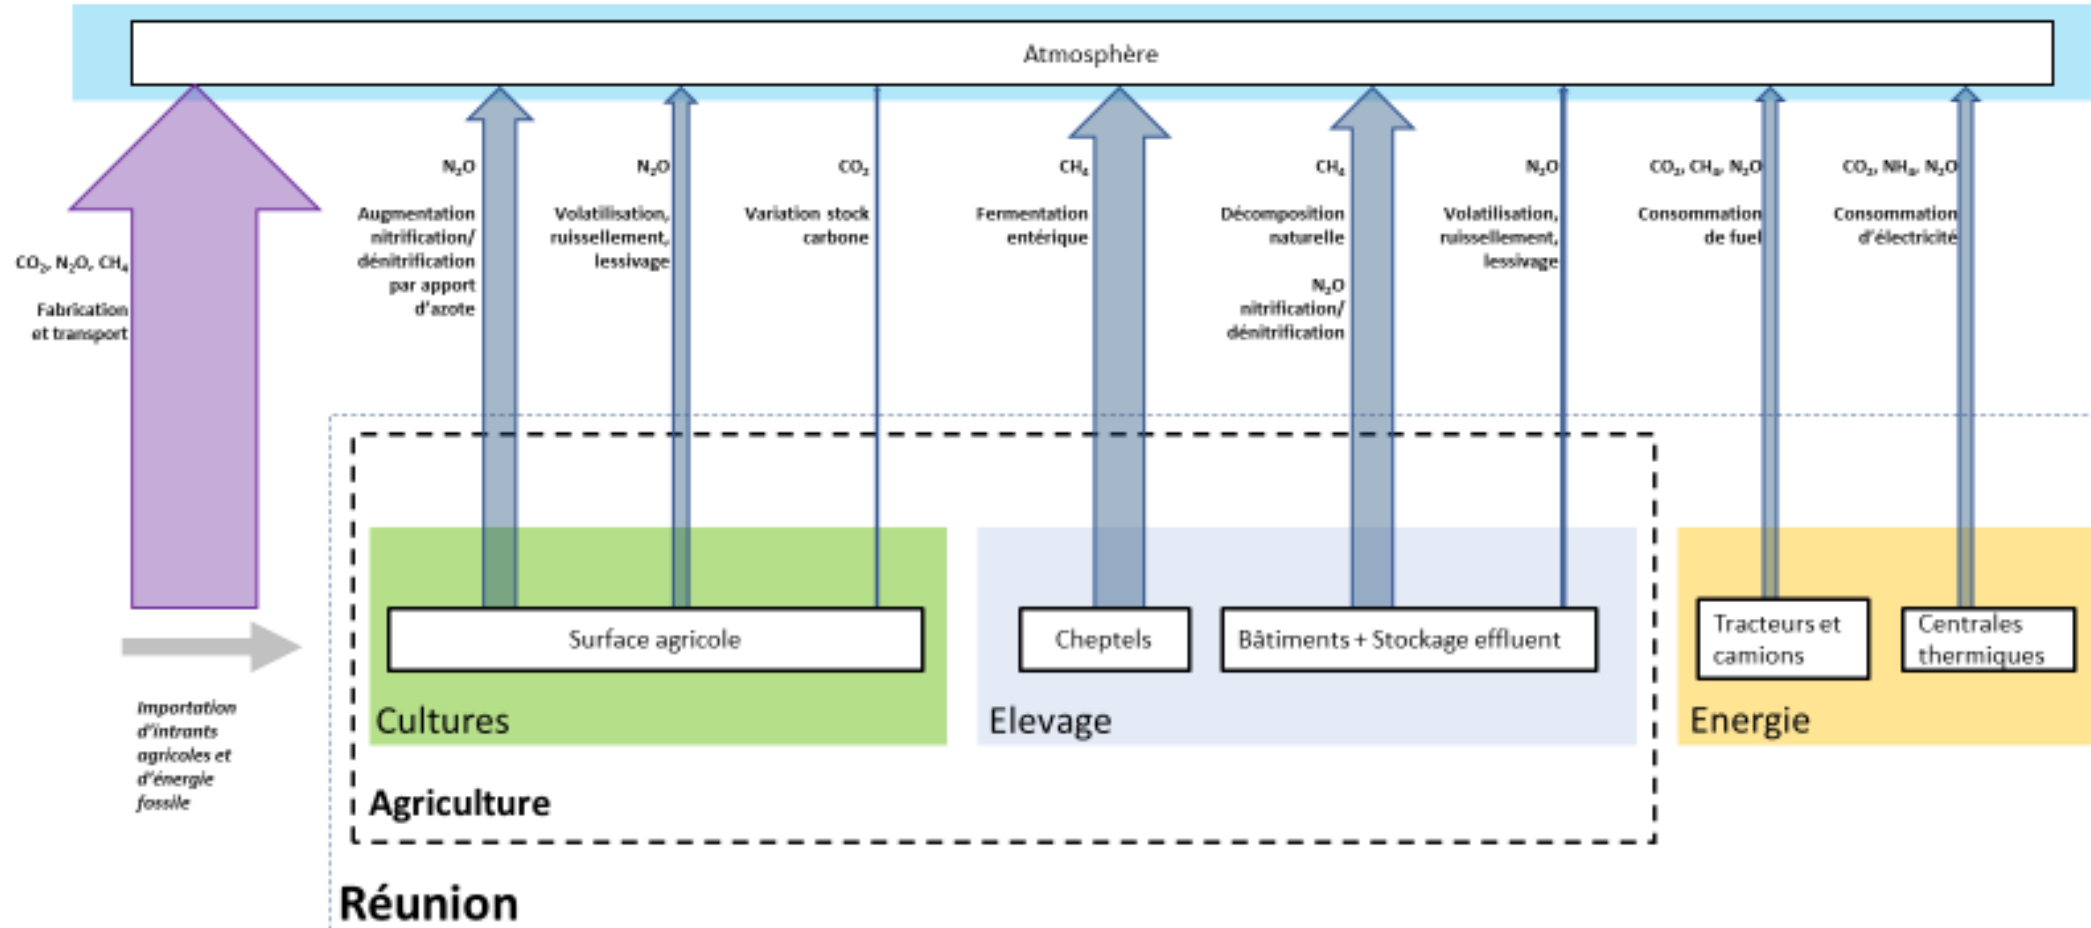 Atmosphère
CO₂, N₂O, CH₄
Fabrication
et transport
N₂O
Augmentation
nitrification/
dénitrification
par apport
d'azote
N₂O
Volatilisation,
ruissellement,
lessivage
CO₂
Variation stock
carbone
CH₄
Fermentation
entérique
CH₄
Décomposition
naturelle
N₂O
nitrification/
dénitrification
N₂O
Volatilisation,
ruissellement,
lessivage
CO₂, CH₄, N₂O
Consommation
de fuel
CO₂, NH₄, N₂O
Consommation
d'électricité
Importation
d'intrants
agricoles et
d'énergie
fossile
Surface agricole
Cultures
Cheptels
Bâtiments + Stockage effluent
Elevage
Tracteurs et
camions
Centrales
thermiques
Energie
Agriculture
Réunion